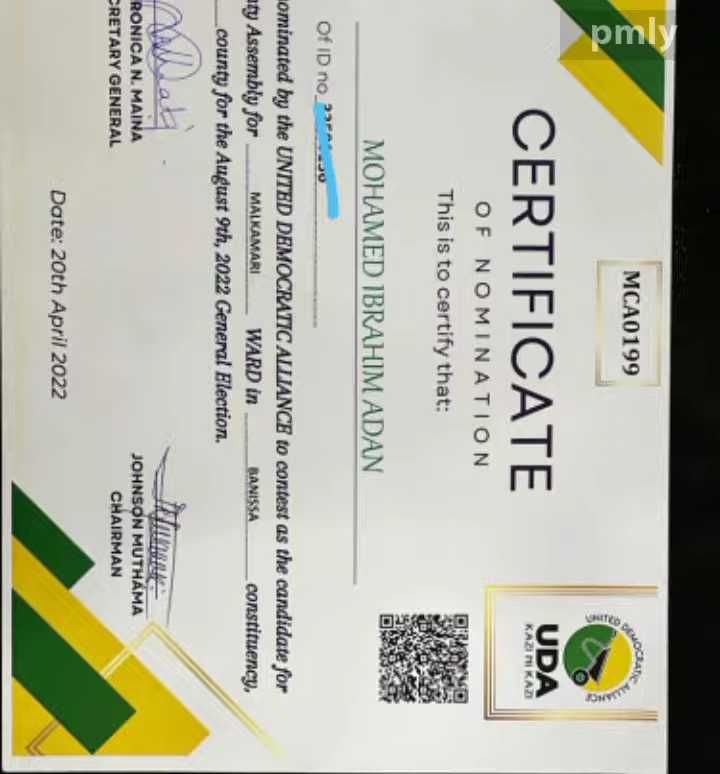 pmly
MCA0199
UNITED DEMOCRATIC ALLIANCE
UDA
KAZI NI KAZI
CERTIFICATE
OF NOMINATION
This is to certify that:
MOHAMED IBRAHIM ADAN
Of ID no.
ominated by the UNITED DEMOCRATIC ALLIANCE to contest as the candidate for
ty Assembly for MALKAMARI WARD in BANISSA constituency,
county for the August 9th, 2022 General Election.
RONICA N. MAINA
CRETARY GENERAL
JOHNSON MUTHAMA
CHAIRMAN
Date: 20th April 2022